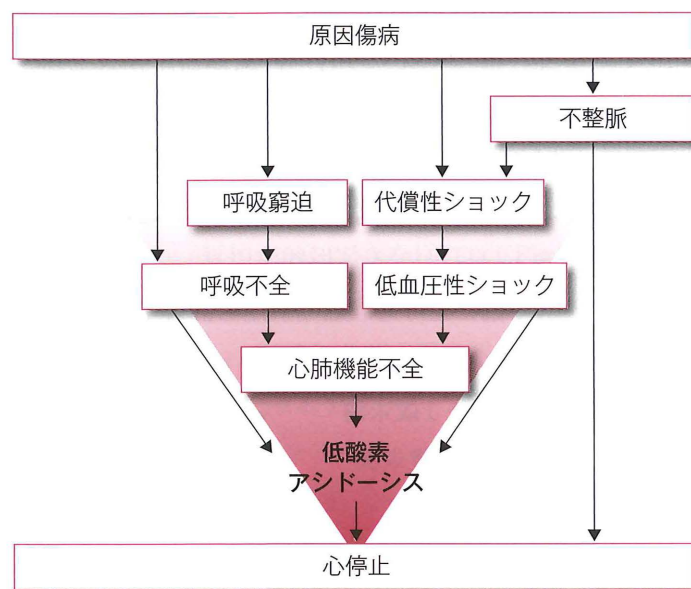 原因傷病
不整脈
呼吸窮迫
代償性ショック
呼吸不全
低血圧性ショック
心肺機能不全
低酸素
アシドーシス
心停止